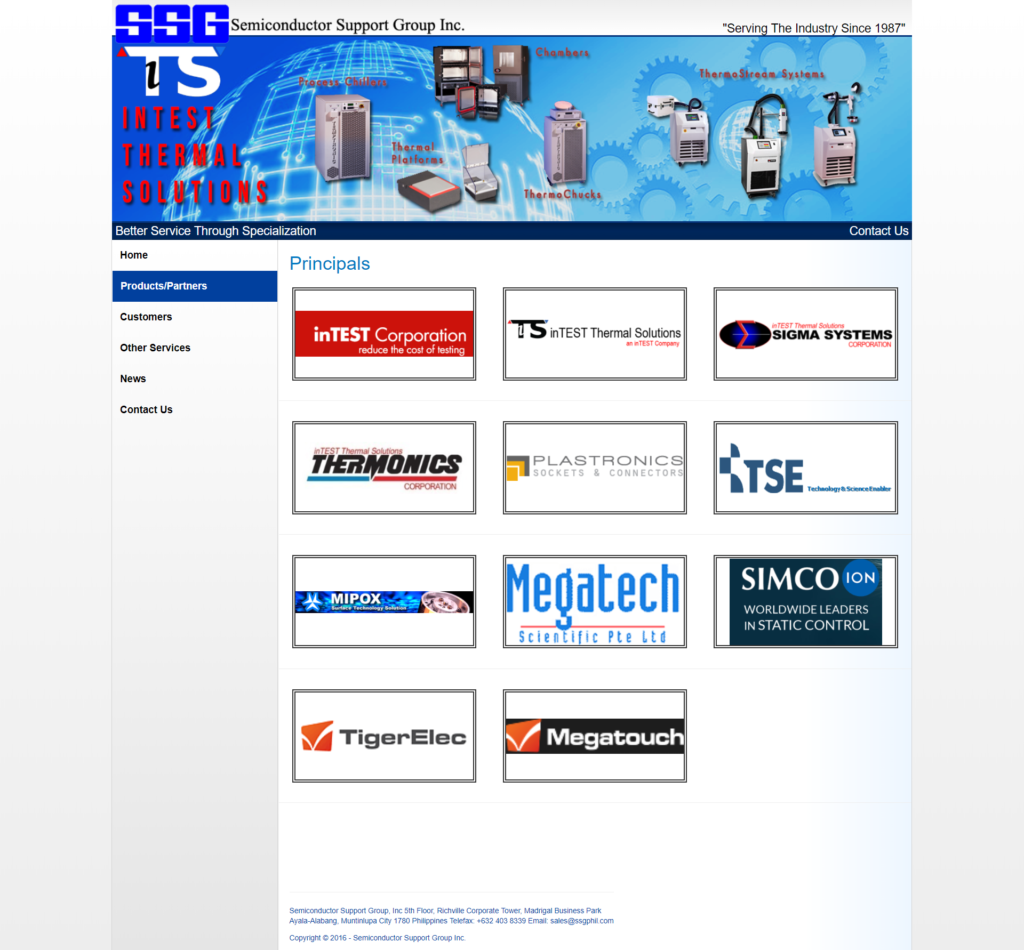 SSG Semiconductor Support Group Inc.
"Serving The Industry Since 1987"
iTS
INTEST
THERMAL
SOLUTIONS
Process Chillers
Chambers
Thermal
Platforms
ThermoChucks
ThermoStream Systems
Better Service Through Specialization
Contact Us
Home
Products/Partners
Customers
Other Services
News
Contact Us
Principals
inTEST Corporation
reduce the cost of testing
iTS inTEST Thermal Solutions
an inTEST Company
inTEST Thermal Solutions
SIGMA SYSTEMS
CORPORATION
inTEST Thermal Solutions
THERMONICS
CORPORATION
PLASTRONICS
SOCKETS & CONNECTORS
TSE Technology & Science Enabler
MIPOX
Surface Technology Solution
Megatech
Scientific Pte Ltd
SIMCO ION
WORLDWIDE LEADERS
IN STATIC CONTROL
TigerElec
Megatouch
Semiconductor Support Group, Inc 5th Floor, Richville Corporate Tower, Madrigal Business Park
Ayala-Alabang, Muntinlupa City 1780 Philippines Telefax: +632 403 8339 Email: sales@ssgphil.com
Copyright © 2016 - Semiconductor Support Group Inc.